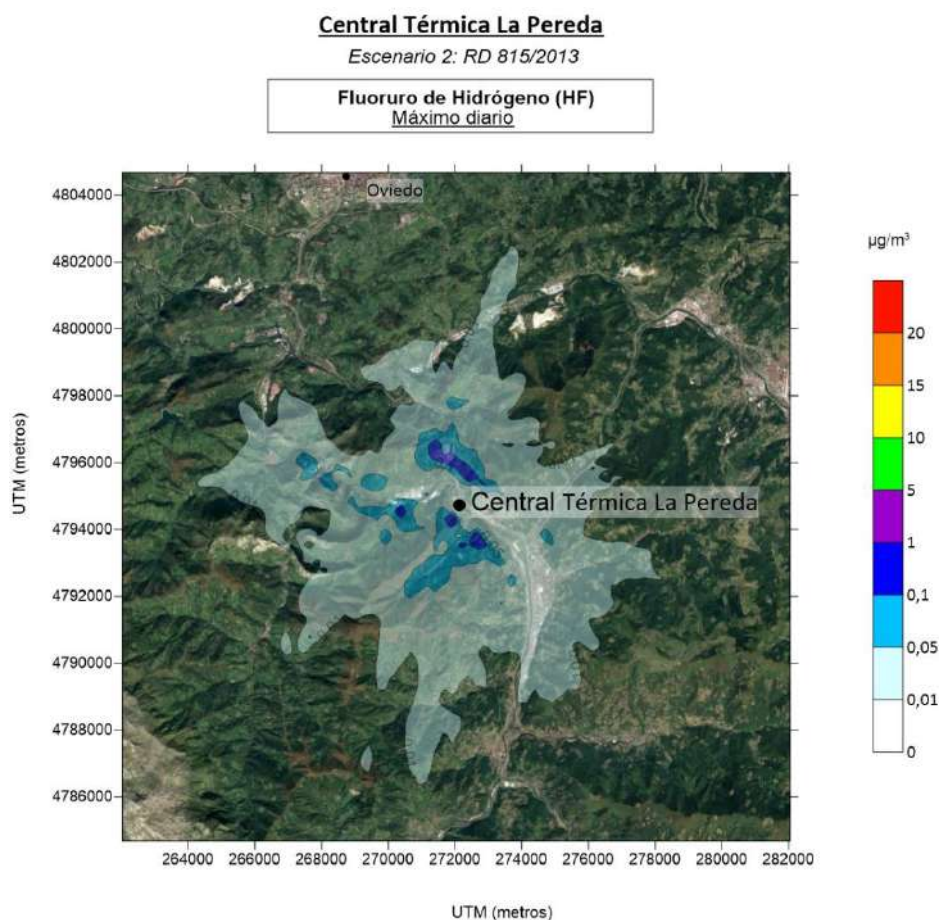 Central Térmica La Pereda
Escenario 2: RD 815/2013
Fluoruro de Hidrógeno (HF)
Máximo diario
4804000
4802000
4800000
4798000
4796000
4794000
4792000
4790000
4788000
4786000
UTM (metros)
Oviedo
Central Térmica La Pereda
264000 266000 268000 270000 272000 274000 276000 278000 280000 282000
UTM (metros)
µg/m³
20
15
10
5
1
0,1
0,05
0,01
0